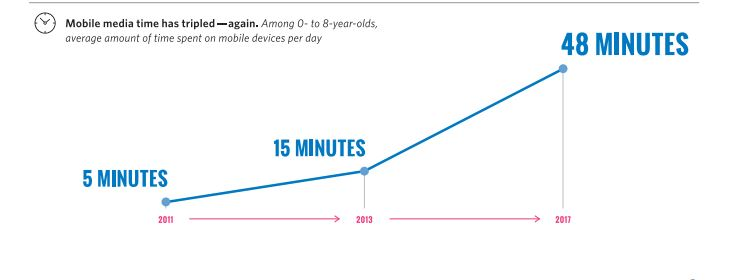 Mobile media time has tripled—again. Among 0- to 8-year-olds,
average amount of time spent on mobile devices per day
48 MINUTES
15 MINUTES
5 MINUTES
2011 2013 2017